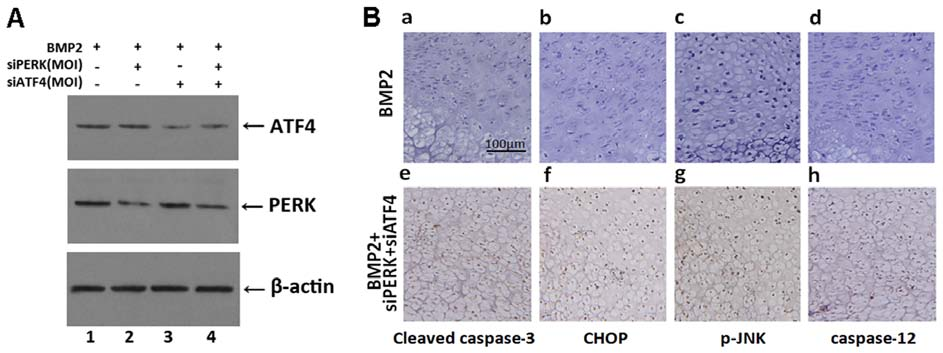 A
BMP2 + + + +
siPERK(MOI) - + - +
siATF4(MOI) - - + +
ATF4
PERK
β-actin
1 2 3 4
B
a b c d
BMP2
100μm
e f g h
BMP2+
siPERK+siATF4
Cleaved caspase-3 CHOP p-JNK caspase-12